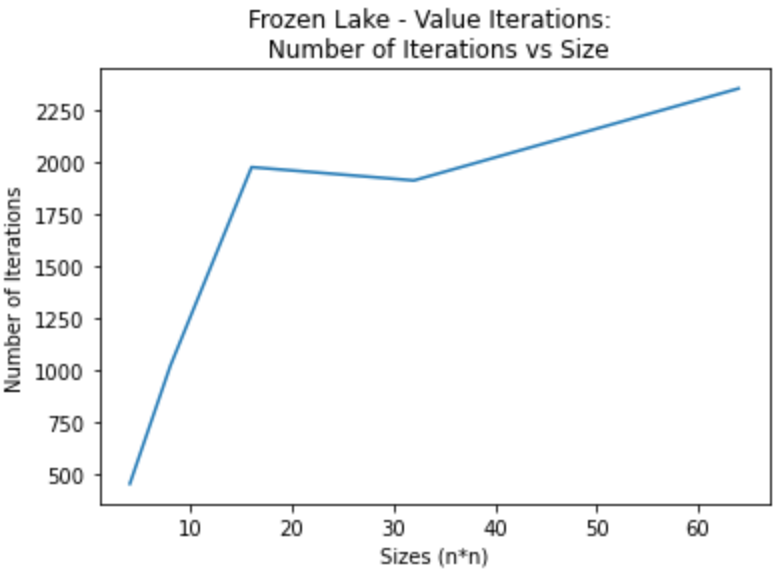 Frozen Lake - Value Iterations:
Number of Iterations vs Size
Number of Iterations
2250
2000
1750
1500
1250
1000
750
500
10 20 30 40 50 60
Sizes (n*n)